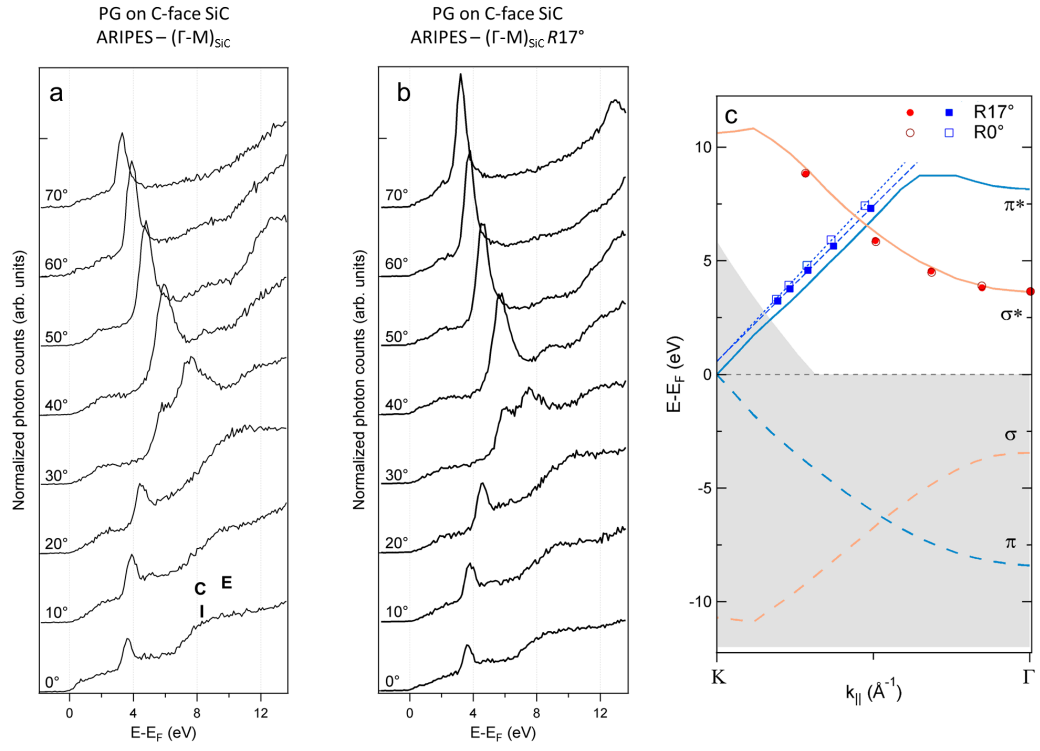 PG on C-face SiC
ARIPES – (Γ-M)SiC
a
70°
60°
50°
40°
30°
20°
10°
0°
C
E
I
0
4
8
12
E-EF (eV)
Normalized photon counts (arb. units)
PG on C-face SiC
ARIPES – (Γ-M)SiC R17°
b
70°
60°
50°
40°
30°
20°
10°
0°
0
4
8
12
E-EF (eV)
Normalized photon counts (arb. units)
c
R17°
R0°
10
5
0
-5
-10
E-EF (eV)
π*
σ*
σ
π
K
Γ
k|| (Å-1)